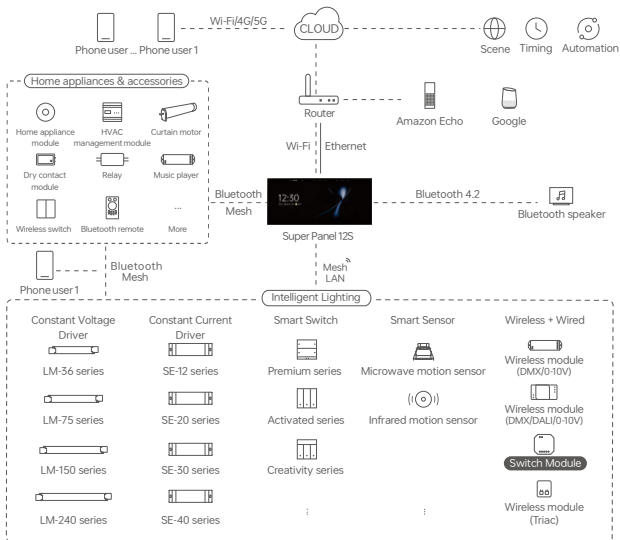 Wi-Fi/4G/5G
CLOUD
Phone user ... Phone user 1
Scene Timing Automation
Home appliances & accessories
Router
Amazon Echo Google
Home appliance
module
HVAC
management module
Curtain motor
Wi-Fi Ethernet
Dry contact
module
Relay
Music player
Wireless switch
Bluetooth remote
...
More
Bluetooth
Mesh
12:30
Super Panel 12S
Bluetooth 4.2
Bluetooth speaker
Phone user 1
Bluetooth
Mesh
Mesh
LAN
Intelligent Lighting
Constant Voltage
Driver
LM-36 series
LM-75 series
LM-150 series
LM-240 series
Constant Current
Driver
SE-12 series
SE-20 series
SE-30 series
SE-40 series
Smart Switch
Premium series
Activated series
Creativity series
⋮
Smart Sensor
Microwave motion sensor
Infrared motion sensor
⋮
Wireless + Wired
Wireless module
(DMX/0-10V)
Wireless module
(DMX/DALI/0-10V)
Switch Module
Wireless module
(Triac)